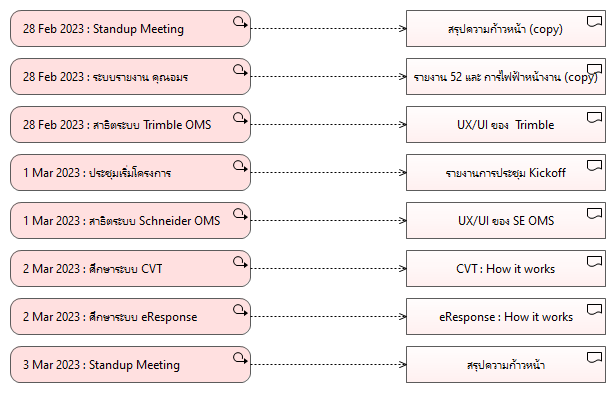 28 Feb 2023 : Standup Meeting
สรุปความก้าวหน้า (copy)
28 Feb 2023 : ระบบรายงาน คุณอมร
รายงาน 52 และ การไฟฟ้าหน้างาน (copy)
28 Feb 2023 : สาธิตระบบ Trimble OMS
UX/UI ของ  Trimble
1 Mar 2023 : ประชุมเริ่มโครงการ
รายงานการประชุม Kickoff
1 Mar 2023 : สาธิตระบบ Schneider OMS
UX/UI ของ SE OMS
2 Mar 2023 : ศึกษาระบบ CVT
CVT : How it works
2 Mar 2023 : ศึกษาระบบ eResponse
eResponse : How it works
3 Mar 2023 : Standup Meeting
สรุปความก้าวหน้า